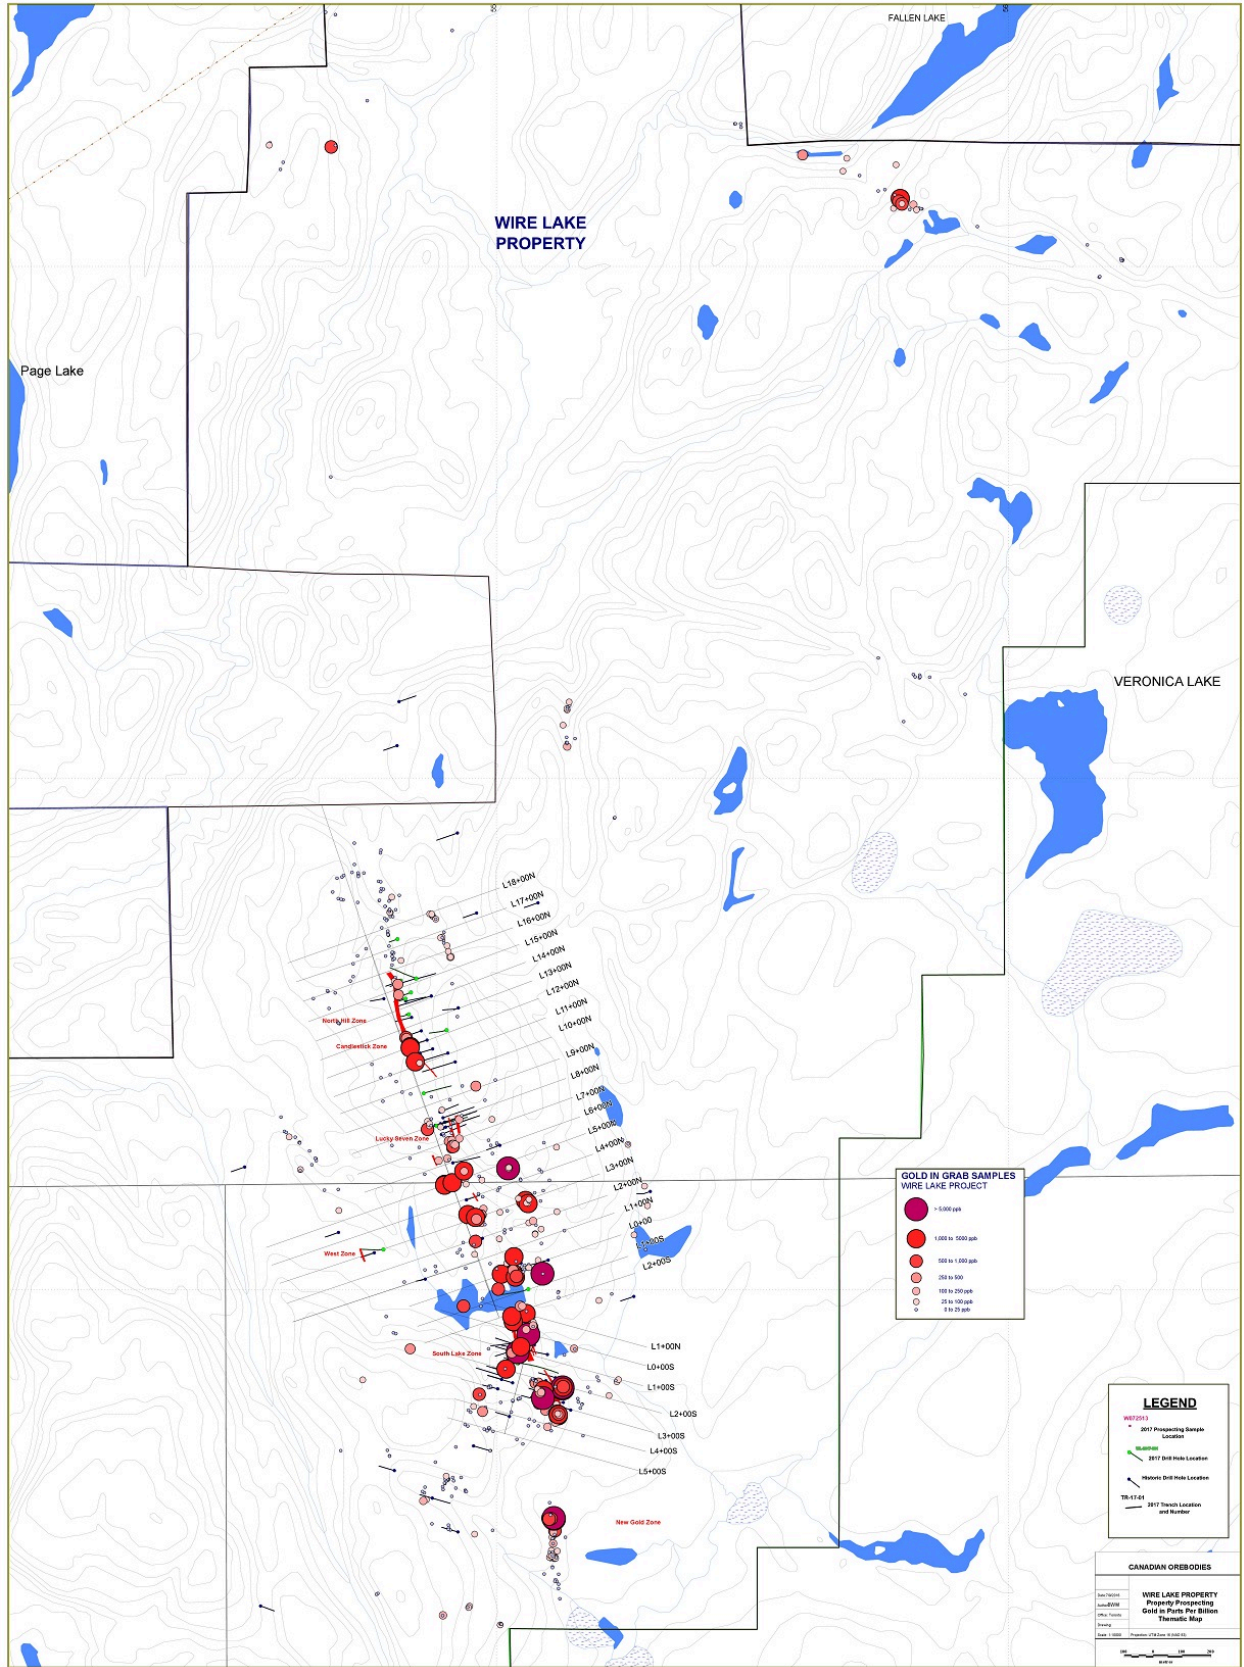 FALLEN LAKE
WIRE LAKE
PROPERTY
Page Lake
VERONICA LAKE
L18+00N
L17+00N
L16+00N
L15+00N
L14+00N
L13+00N
L12+00N
L11+00N
L10+00N
L9+00N
L8+00N
L7+00N
L6+00N
L5+00N
L4+00N
L3+00N
L2+00N
L1+00N
L0+00
L1+00S
L2+00S
North Hill Zone
Candlestick Zone
Lucky Seven Zone
West Zone
South Lake Zone
New Gold Zone
L1+00N
L0+00S
L1+00S
L2+00S
L3+00S
L4+00S
L5+00S
GOLD IN GRAB SAMPLES
WIRE LAKE PROJECT
> 5,000 ppb
1,000 to 5000 ppb
500 to 1,000 ppb
250 to 500
100 to 250 ppb
25 to 100 ppb
0 to 25 ppb
LEGEND
W072513
2017 Prospecting Sample
Location
2017 Drill Hole Location
Historic Drill Hole Location
TR-17-01
2017 Trench Location
and Number
CANADIAN OREBODIES
WIRE LAKE PROPERTY
Property Prospecting
Gold in Parts Per Billion
Thematic Map